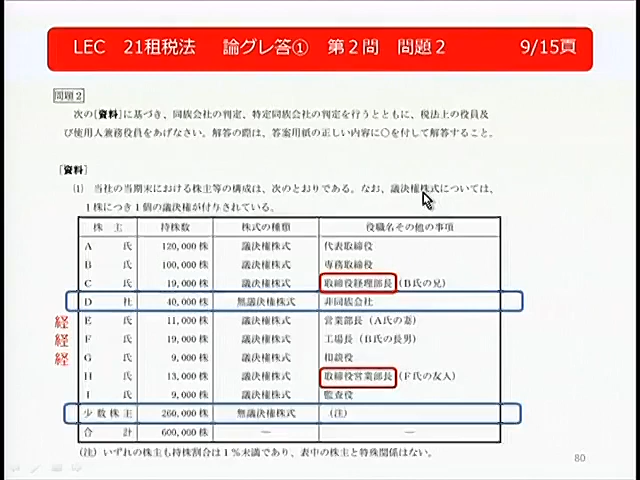 LEC 21租税法 論グレ答① 第２問 問題２ 9/15頁
問題２
次の[資料]に基づき、同族会社の判定、特定同族会社の判定を行うとともに、税法上の役員及
び使用人兼務役員をあげなさい。解答の際は、答案用紙の正しい内容に○を付して解答すること。
[資料]
⑴ 当社の当期末における株主等の構成は、次のとおりである。なお、議決権株式については、
１株につき１個の議決権が付与されている。
株主 持株数 株式の種類 役職名その他の事項
A 氏 120,000株 議決権株式 代表取締役
B 氏 100,000株 議決権株式 専務取締役
C 氏 19,000株 議決権株式 取締役経理部長（B氏の兄）
D 社 40,000株 無議決権株式 非同族会社
経 E 氏 11,000株 議決権株式 営業部長（A氏の妻）
経 F 氏 19,000株 議決権株式 工場長（B氏の長男）
経 G 氏 9,000株 議決権株式 相談役
H 氏 13,000株 議決権株式 取締役営業部長（F氏の友人）
I 氏 9,000株 議決権株式 監査役
少数株主 260,000株 無議決権株式 （注）
合計 600,000株 ― ―
（注）いずれの株主も持株割合は１％未満であり、表中の株主と特殊関係はない。
80